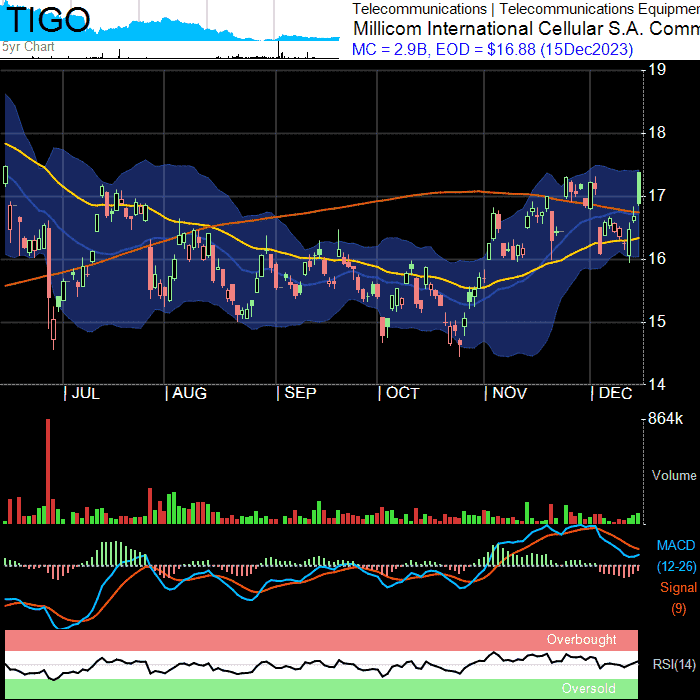 TIGO
5yr Chart
Telecommunications | Telecommunications Equipmen
Millicom International Cellular S.A. Comm
MC = 2.9B, EOD = $16.88 (15Dec2023)
19
18
17
16
15
14
JUL AUG SEP OCT NOV DEC
864k
Volume
MACD
(12-26)
Signal
(9)
Overbought
RSI(14)
Oversold